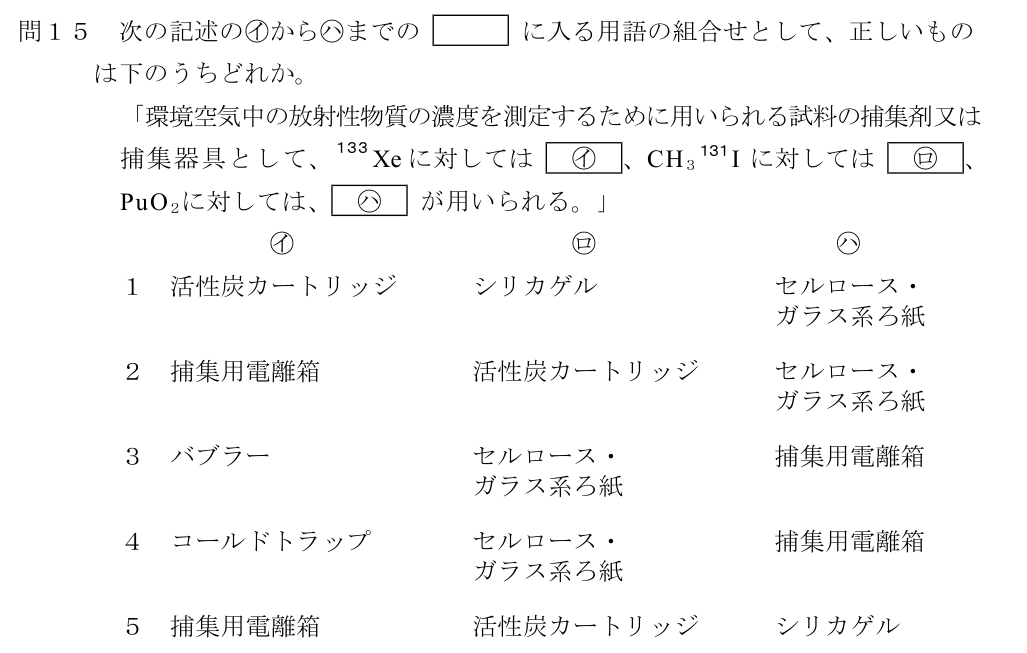 問１５　次の記述の㋑から㋩までの　　　に入る用語の組合せとして、正しいもの
は下のうちどれか。
「環境空気中の放射性物質の濃度を測定するために用いられる試料の捕集剤又は
捕集器具として、¹³³Xeに対しては ㋑ 、CH₃¹³¹I に対しては ㋺ 、
PuO₂に対しては、 ㋩ が用いられる。」
㋑　㋺　㋩
１　活性炭カートリッジ　シリカゲル　セルロース・
ガラス系ろ紙
２　捕集用電離箱　活性炭カートリッジ　セルロース・
ガラス系ろ紙
３　バブラー　セルロース・　捕集用電離箱
ガラス系ろ紙
４　コールドトラップ　セルロース・　捕集用電離箱
ガラス系ろ紙
５　捕集用電離箱　活性炭カートリッジ　シリカゲル